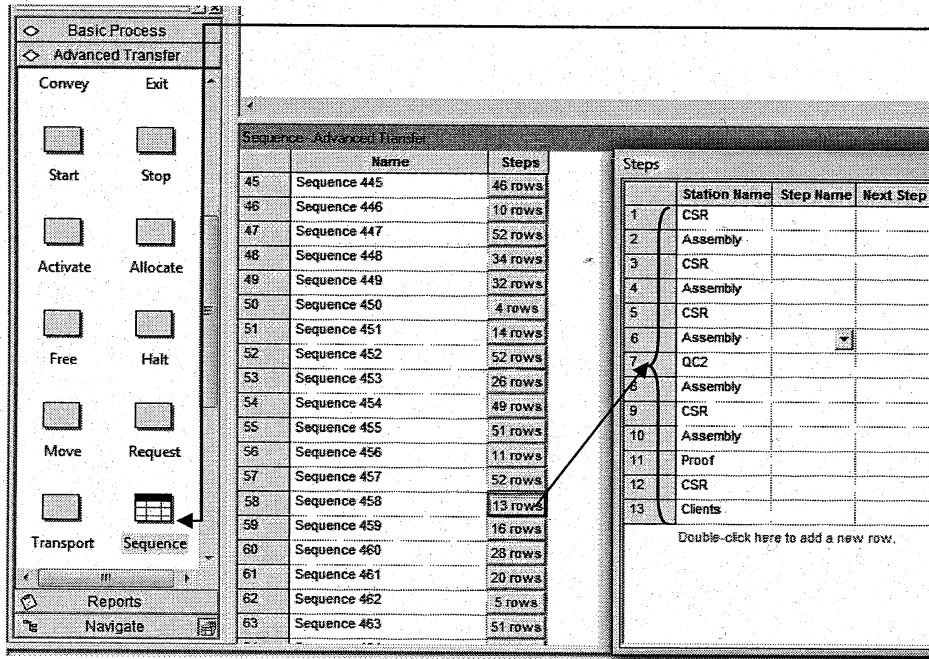 Basic Process
Advanced Transfer
Convey Exit
Start Stop
Activate Allocate
Free Halt
Move Request
Transport Sequence
Reports
Navigate
Sequence - Advanced Transfer
Name Steps
45 Sequence 445 46 rows
46 Sequence 446 10 rows
47 Sequence 447 52 rows
48 Sequence 448 34 rows
49 Sequence 449 32 rows
50 Sequence 450 4 rows
51 Sequence 451 14 rows
52 Sequence 452 52 rows
53 Sequence 453 26 rows
54 Sequence 454 49 rows
55 Sequence 455 51 rows
56 Sequence 456 11 rows
57 Sequence 457 52 rows
58 Sequence 458 13 rows
59 Sequence 459 16 rows
60 Sequence 460 28 rows
61 Sequence 461 20 rows
62 Sequence 462 5 rows
63 Sequence 463 51 rows
Steps
Station Name Step Name Next Step
1 CSR
2 Assembly
3 CSR
4 Assembly
5 CSR
6 Assembly
7 QC2
8 Assembly
9 CSR
10 Assembly
11 Proof
12 CSR
13 Clients
Double-click here to add a new row.